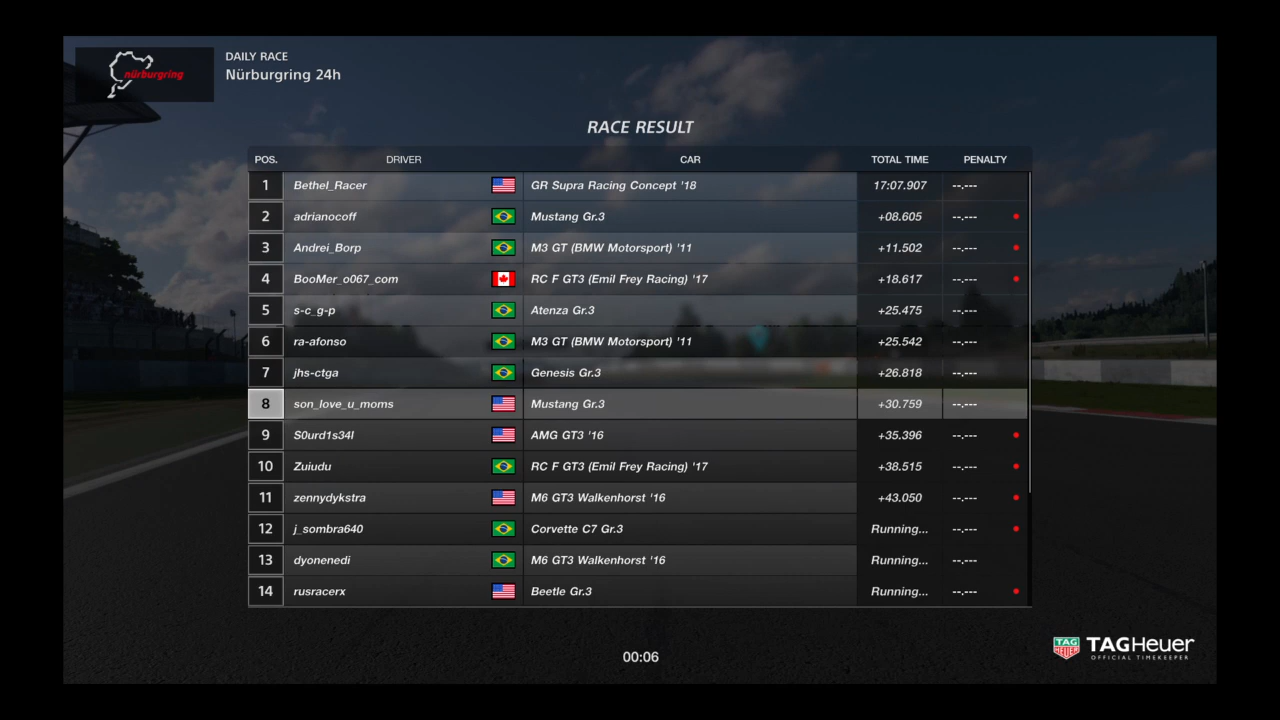 nürburgring
DAILY RACE
Nürburgring 24h
RACE RESULT
POS. DRIVER CAR TOTAL TIME PENALTY
1 Bethel_Racer GR Supra Racing Concept '18 17:07.907 --.---
2 adrianocoff Mustang Gr.3 +08.605 --.---
3 Andrei_Borp M3 GT (BMW Motorsport) '11 +11.502 --.---
4 BooMer_o067_com RC F GT3 (Emil Frey Racing) '17 +18.617 --.---
5 s-c_g-p Atenza Gr.3 +25.475 --.---
6 ra-afonso M3 GT (BMW Motorsport) '11 +25.542 --.---
7 jhs-ctga Genesis Gr.3 +26.818 --.---
8 son_love_u_moms Mustang Gr.3 +30.759 --.---
9 S0urd1s34l AMG GT3 '16 +35.396 --.---
10 Zuiudu RC F GT3 (Emil Frey Racing) '17 +38.515 --.---
11 zennydykstra M6 GT3 Walkenhorst '16 +43.050 --.---
12 j_sombra640 Corvette C7 Gr.3 Running... --.---
13 dyonenedi M6 GT3 Walkenhorst '16 Running... --.---
14 rusracerx Beetle Gr.3 Running... --.---
00:06
TAG HEUER TAGHeuer
OFFICIAL TIMEKEEPER